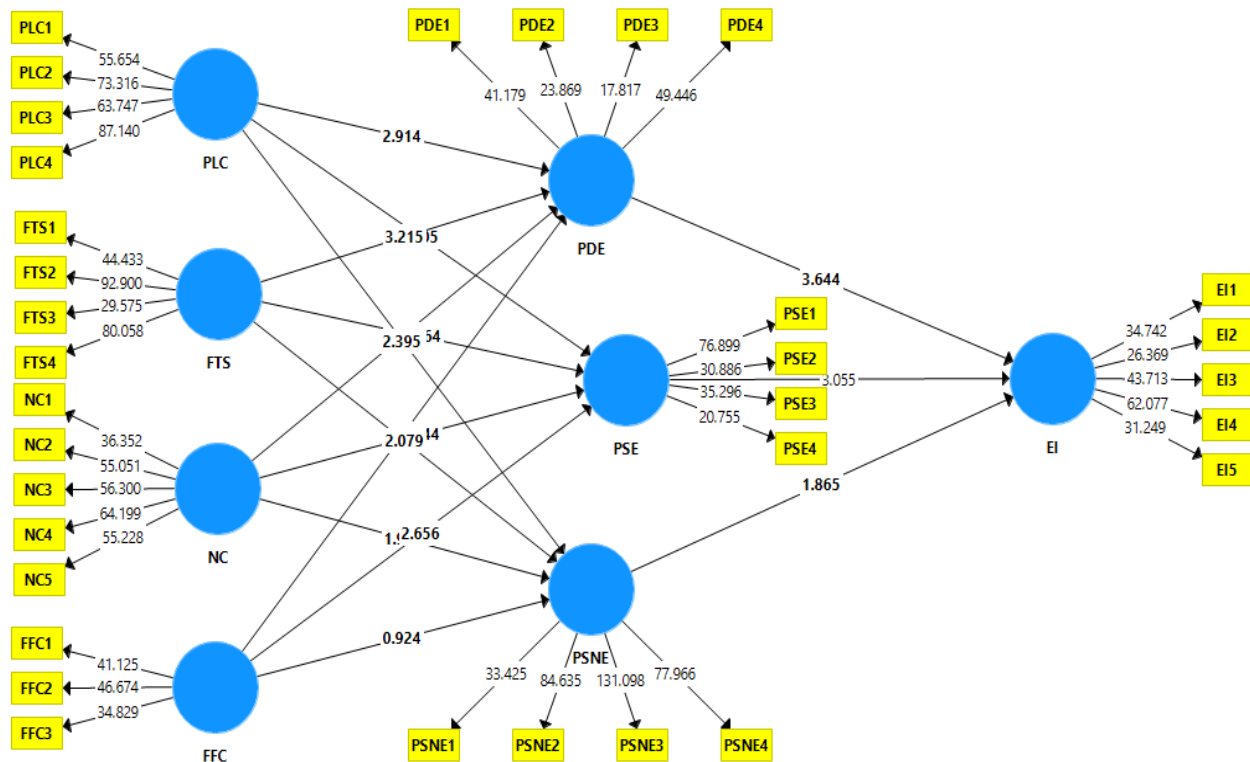 PLC1
PLC2
PLC3
PLC4
55.654
73.316
63.747
87.140
PLC
FTS1
FTS2
FTS3
FTS4
44.433
92.900
29.575
80.058
FTS
NC1
NC2
NC3
NC4
NC5
36.352
55.051
56.300
64.199
55.228
NC
FFC1
FFC2
FFC3
41.125
46.674
34.829
FFC
PDE1
PDE2
PDE3
PDE4
41.179
23.869
17.817
49.446
PDE
2.914
3.215
2.395
2.079
2.656
0.924
PSE1
PSE2
PSE3
PSE4
76.899
30.886
35.296
20.755
PSE
PSNE
33.425
84.635
131.098
77.966
PSNE1
PSNE2
PSNE3
PSNE4
3.644
3.055
1.865
EI
34.742
26.369
43.713
62.077
31.249
EI1
EI2
EI3
EI4
EI5